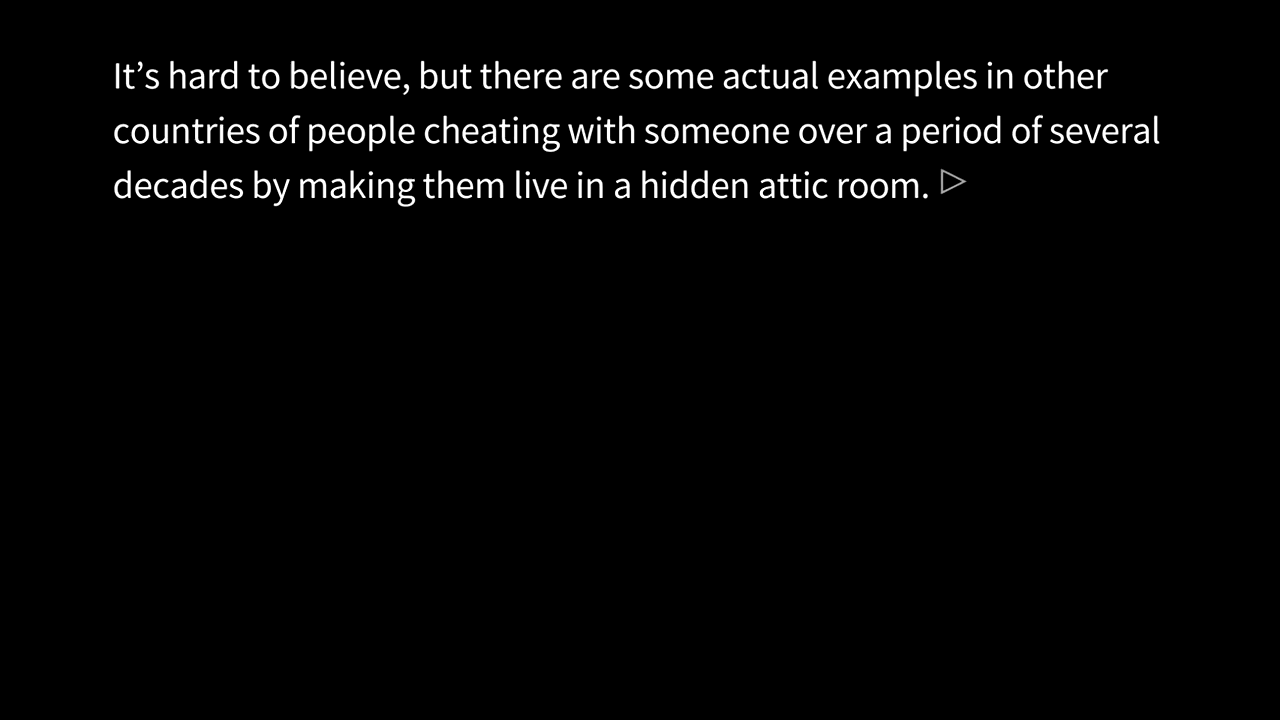 It’s hard to believe, but there are some actual examples in other
countries of people cheating with someone over a period of several
decades by making them live in a hidden attic room.